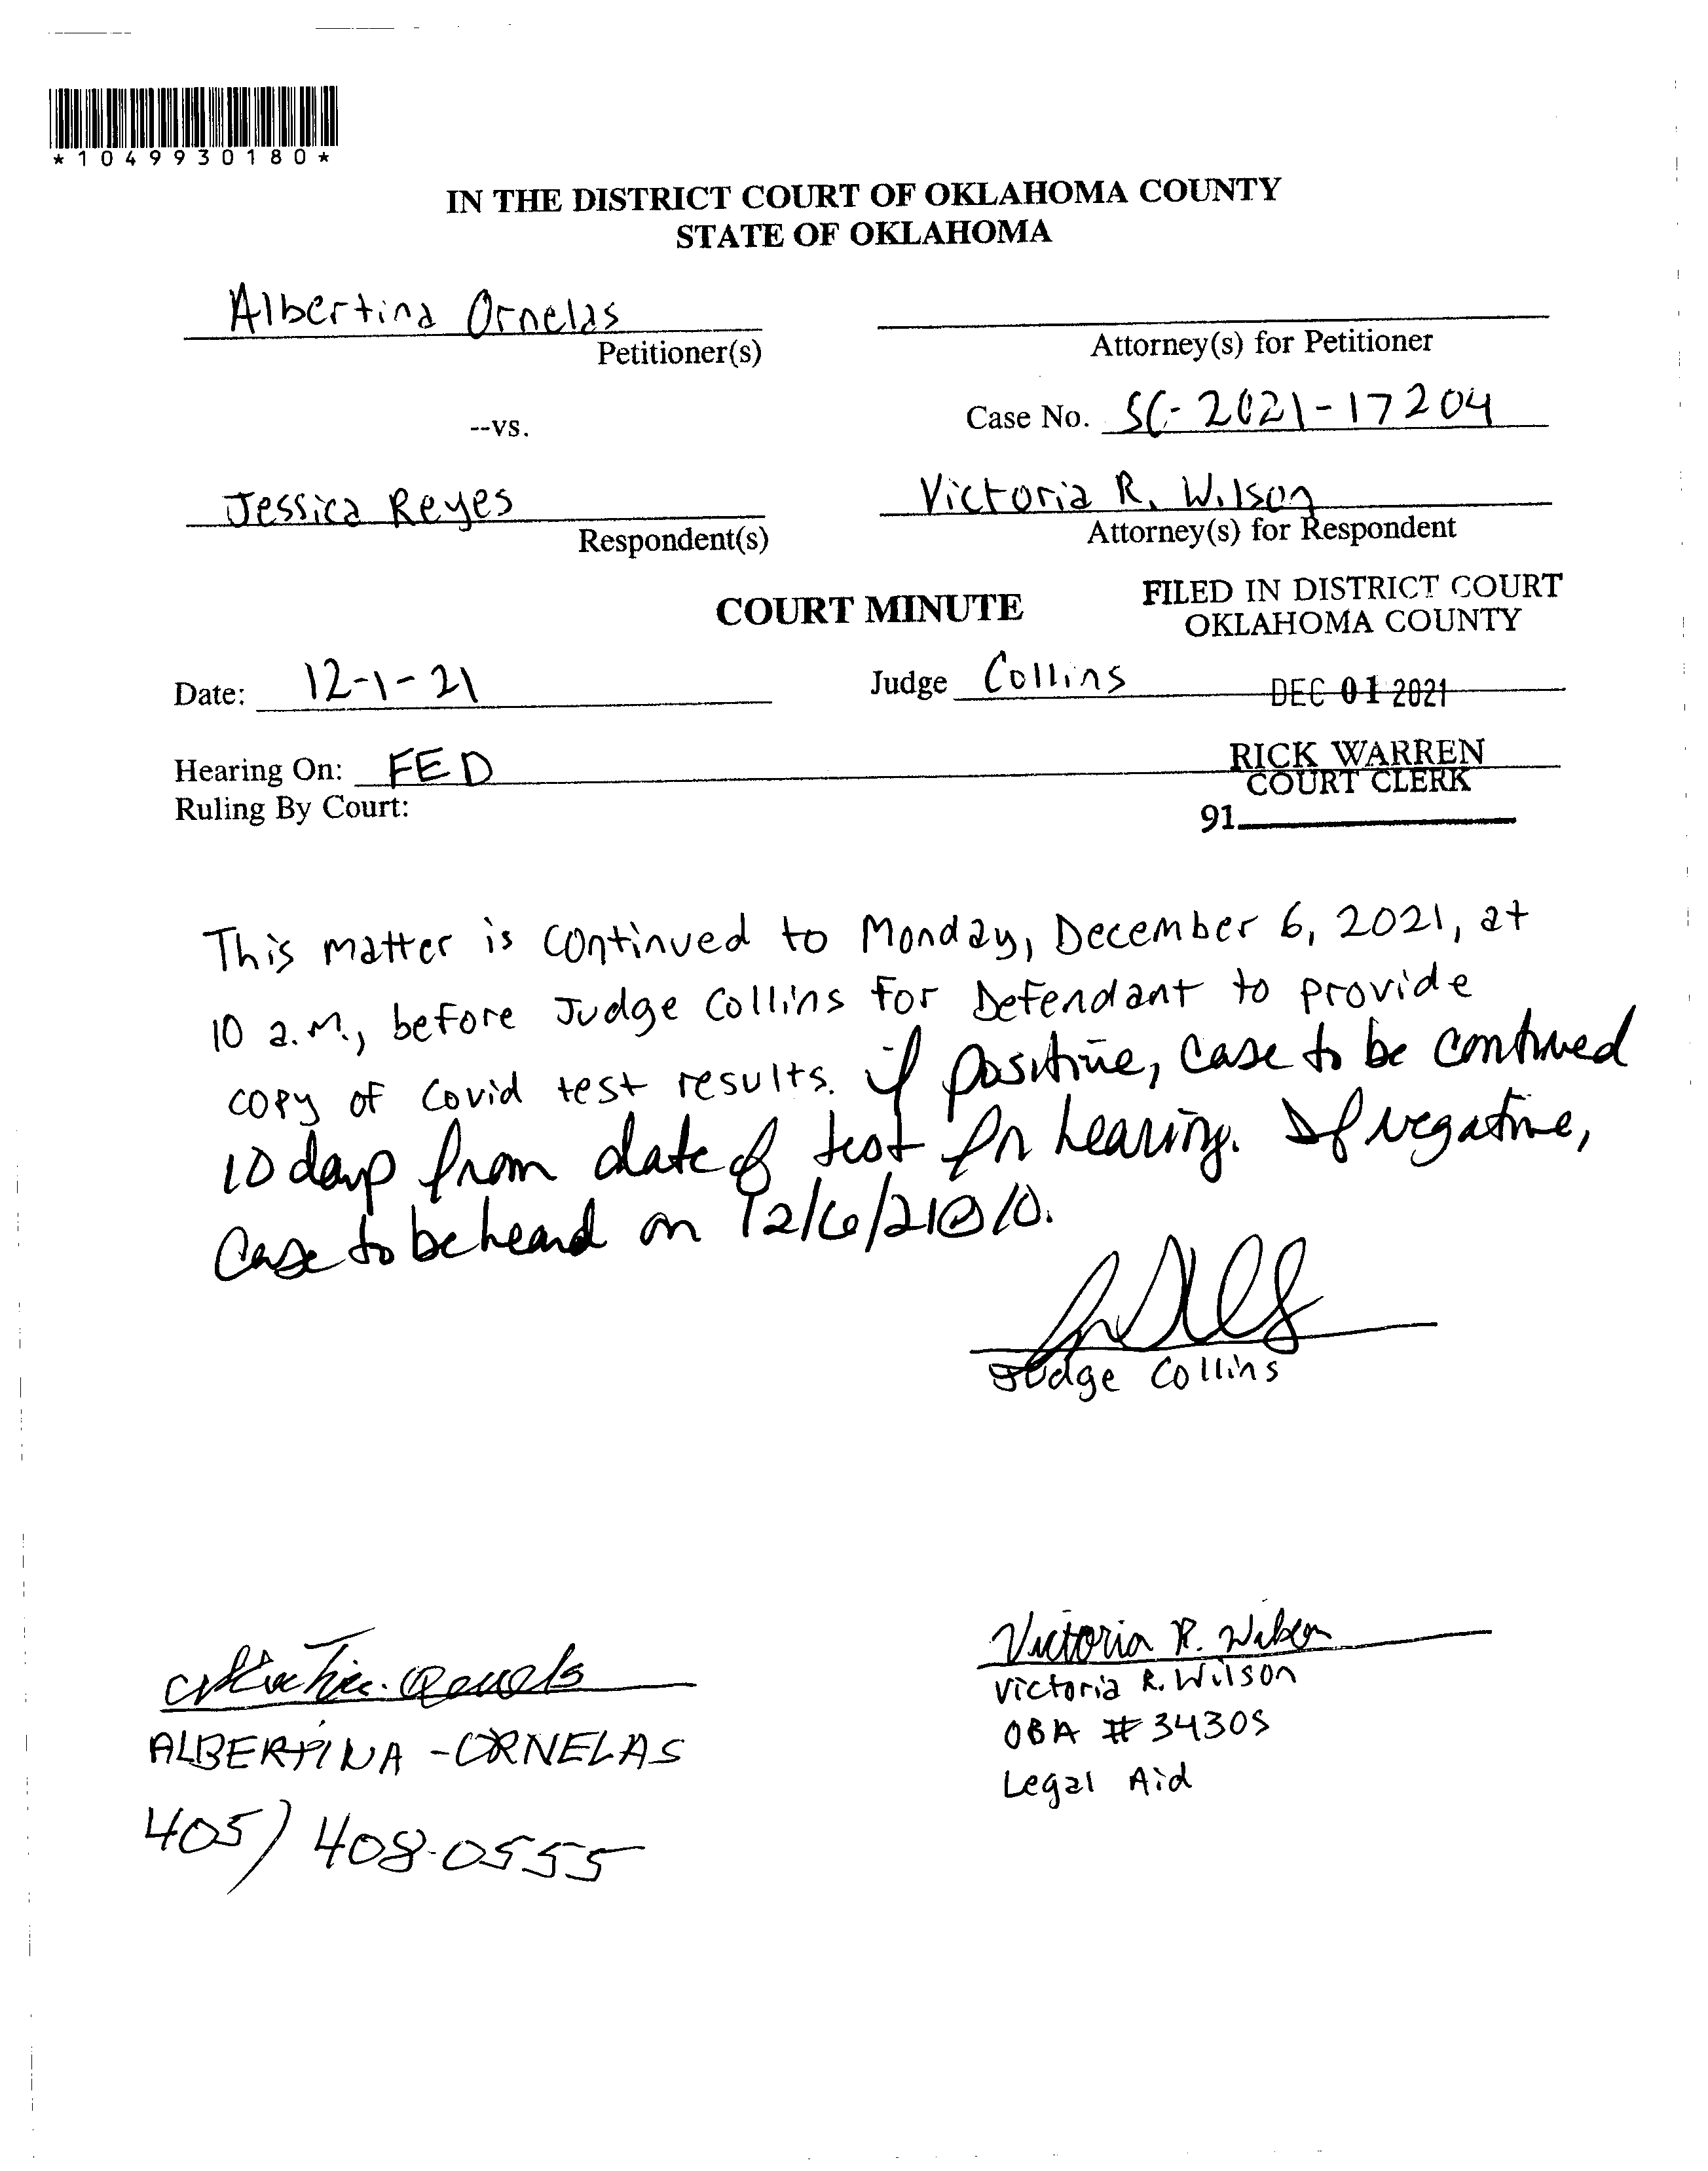 *1049930180*
IN THE DISTRICT COURT OF OKLAHOMA COUNTY
STATE OF OKLAHOMA
Albertina Ornelas
Petitioner(s)
Attorney(s) for Petitioner
--vs.
Case No. SC-2021-17204
Jessica Reyes
Respondent(s)
Victoria R. Wilson
Attorney(s) for Respondent
COURT MINUTE
FILED IN DISTRICT COURT
OKLAHOMA COUNTY
Date: 12-1-21
Judge Collins
DEC 01 2021
Hearing On: FED
RICK WARREN
COURT CLERK
Ruling By Court:
91
This matter is continued to Monday, December 6, 2021, at
10 a.m., before Judge Collins for Defendant to provide
copy of Covid test results. if positive, case to be continued
10 days from date of test for hearing. If negative,
Case to be heard on 12/6/21@10.
Judge Collins
Victoria R. Wilson
Victoria R. Wilson
OBA #34305
Legal Aid
ALBERTINA -ORNELAS
405) 408-0555